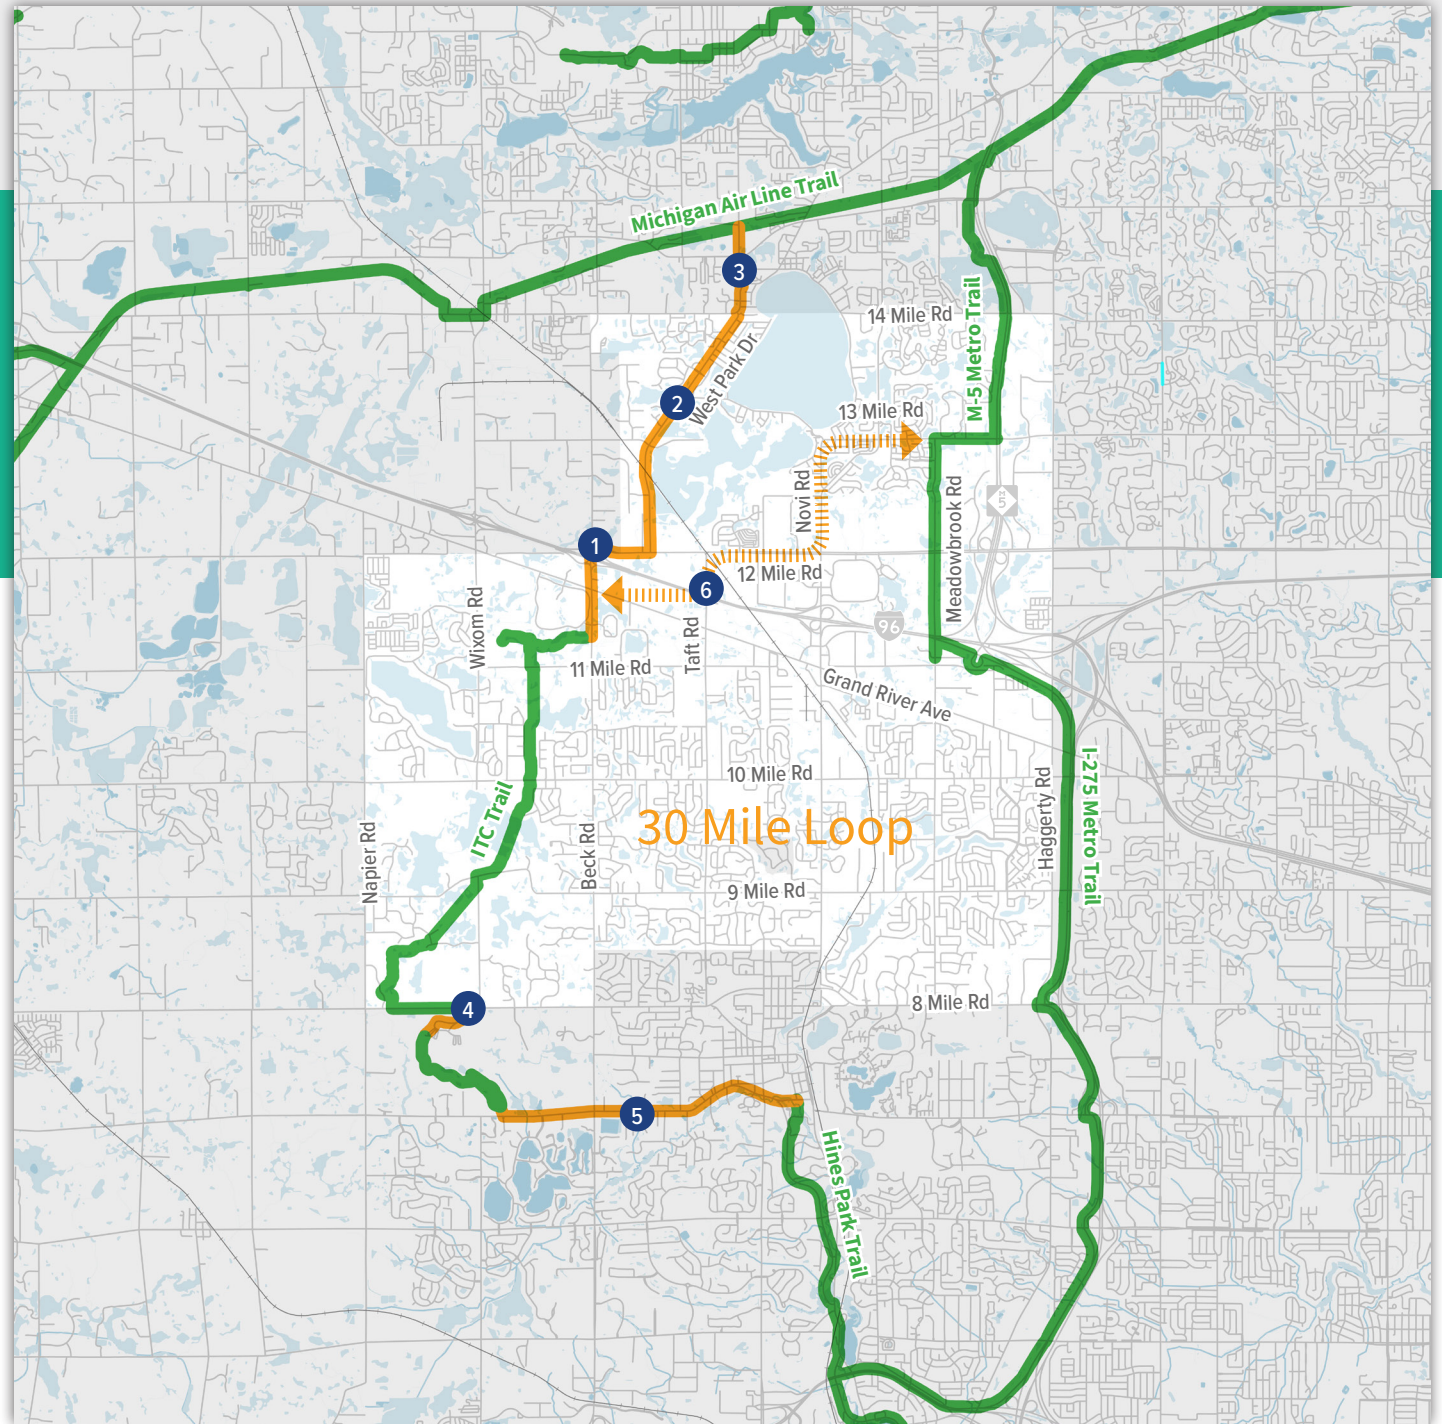 Michigan Air Line Trail
3
14 Mile Rd
M-5 Metro Trail
West Park Dr
2
13 Mile Rd
Novi Rd
Meadowbrook Rd
M
5
1
12 Mile Rd
6
Wixom Rd
Taft Rd
96
11 Mile Rd
Grand River Ave
10 Mile Rd
I-275 Metro Trail
Haggerty Rd
ITC Trail
30 Mile Loop
Napier Rd
Beck Rd
9 Mile Rd
4
8 Mile Rd
5
Hines Park Trail